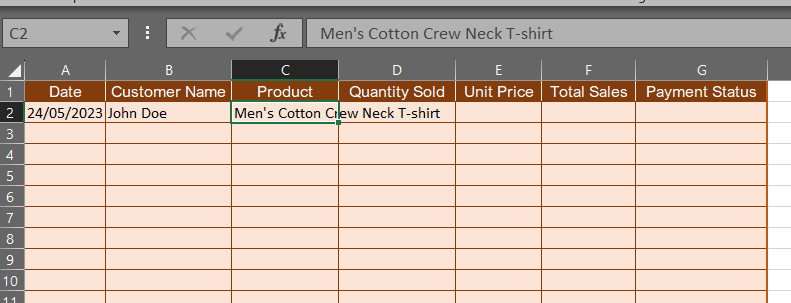 C2 fx Men's Cotton Crew Neck T-shirt
A B C D E F G
1 Date Customer Name Product Quantity Sold Unit Price Total Sales Payment Status
2 24/05/2023 John Doe Men's Cotton Crew Neck T-shirt
3
4
5
6
7
8
9
10
11